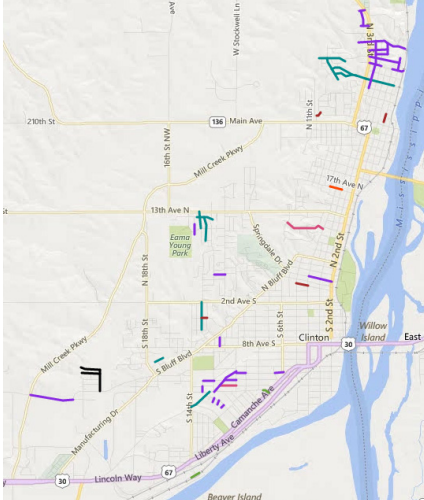 Ave
W Stockwell Ln
N 3rd St
210th St
136
Main Ave
N 11th St
67
16th St NW
Mill Creek Pkwy
17th Ave N
Mississippi
St
13th Ave N
Eama
Young
Park
Springdale Dr
N 2nd St
N 18th St
N Bluff Blvd
2nd Ave S
S 2nd St
S 18th St
S 6th St
Willow
Island
Clinton
East
30
8th Ave S
Mill Creek Pkwy
S Bluff Blvd
Manufacturing Dr
S 14th St
Camanche Ave
Liberty Ave
67
30
Lincoln Way
Beaver Island